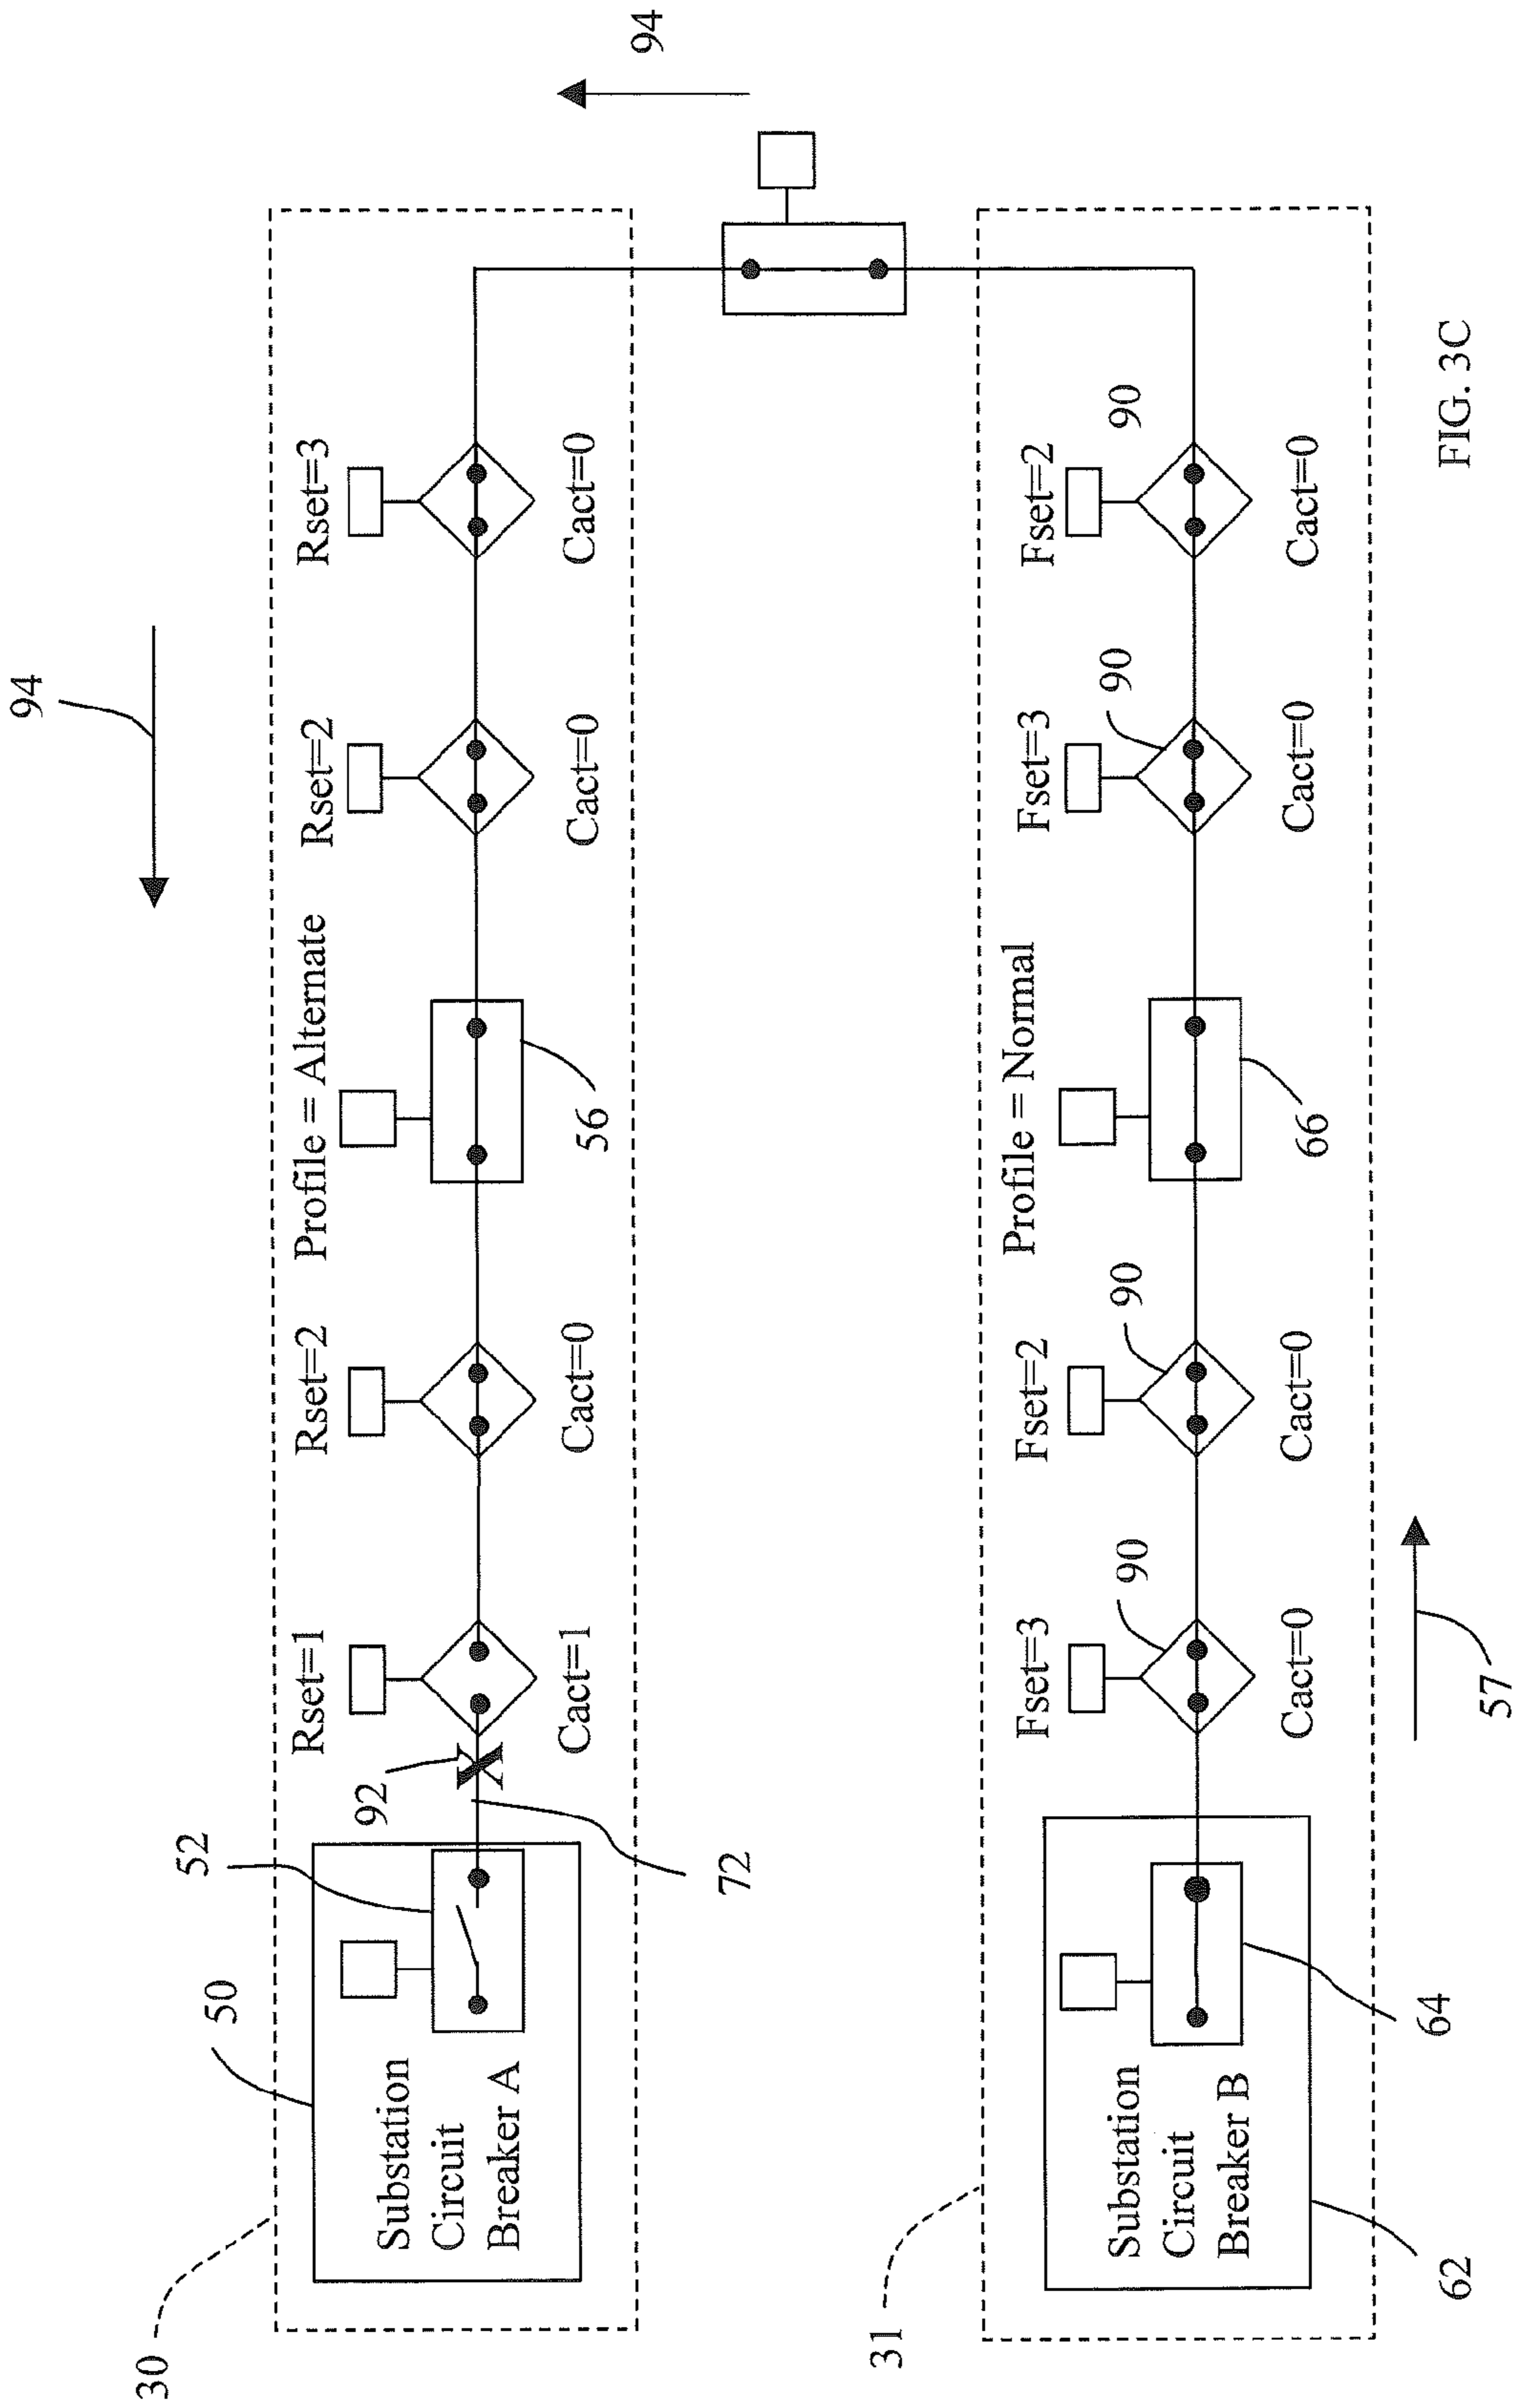 94
94
30
50
52
92
Rset=1
Rset=2
Profile = Alternate
Rset=2
Rset=3
Substation
Circuit
Breaker A
72
Cact=1
Cact=0
56
Cact=0
Cact=0
31
Fset=3
90
Fset=2
90
Profile = Normal
Fset=3
90
Fset=2
90
Substation
Circuit
Breaker B
62
64
Cact=0
Cact=0
66
Cact=0
Cact=0
57
FIG. 3C